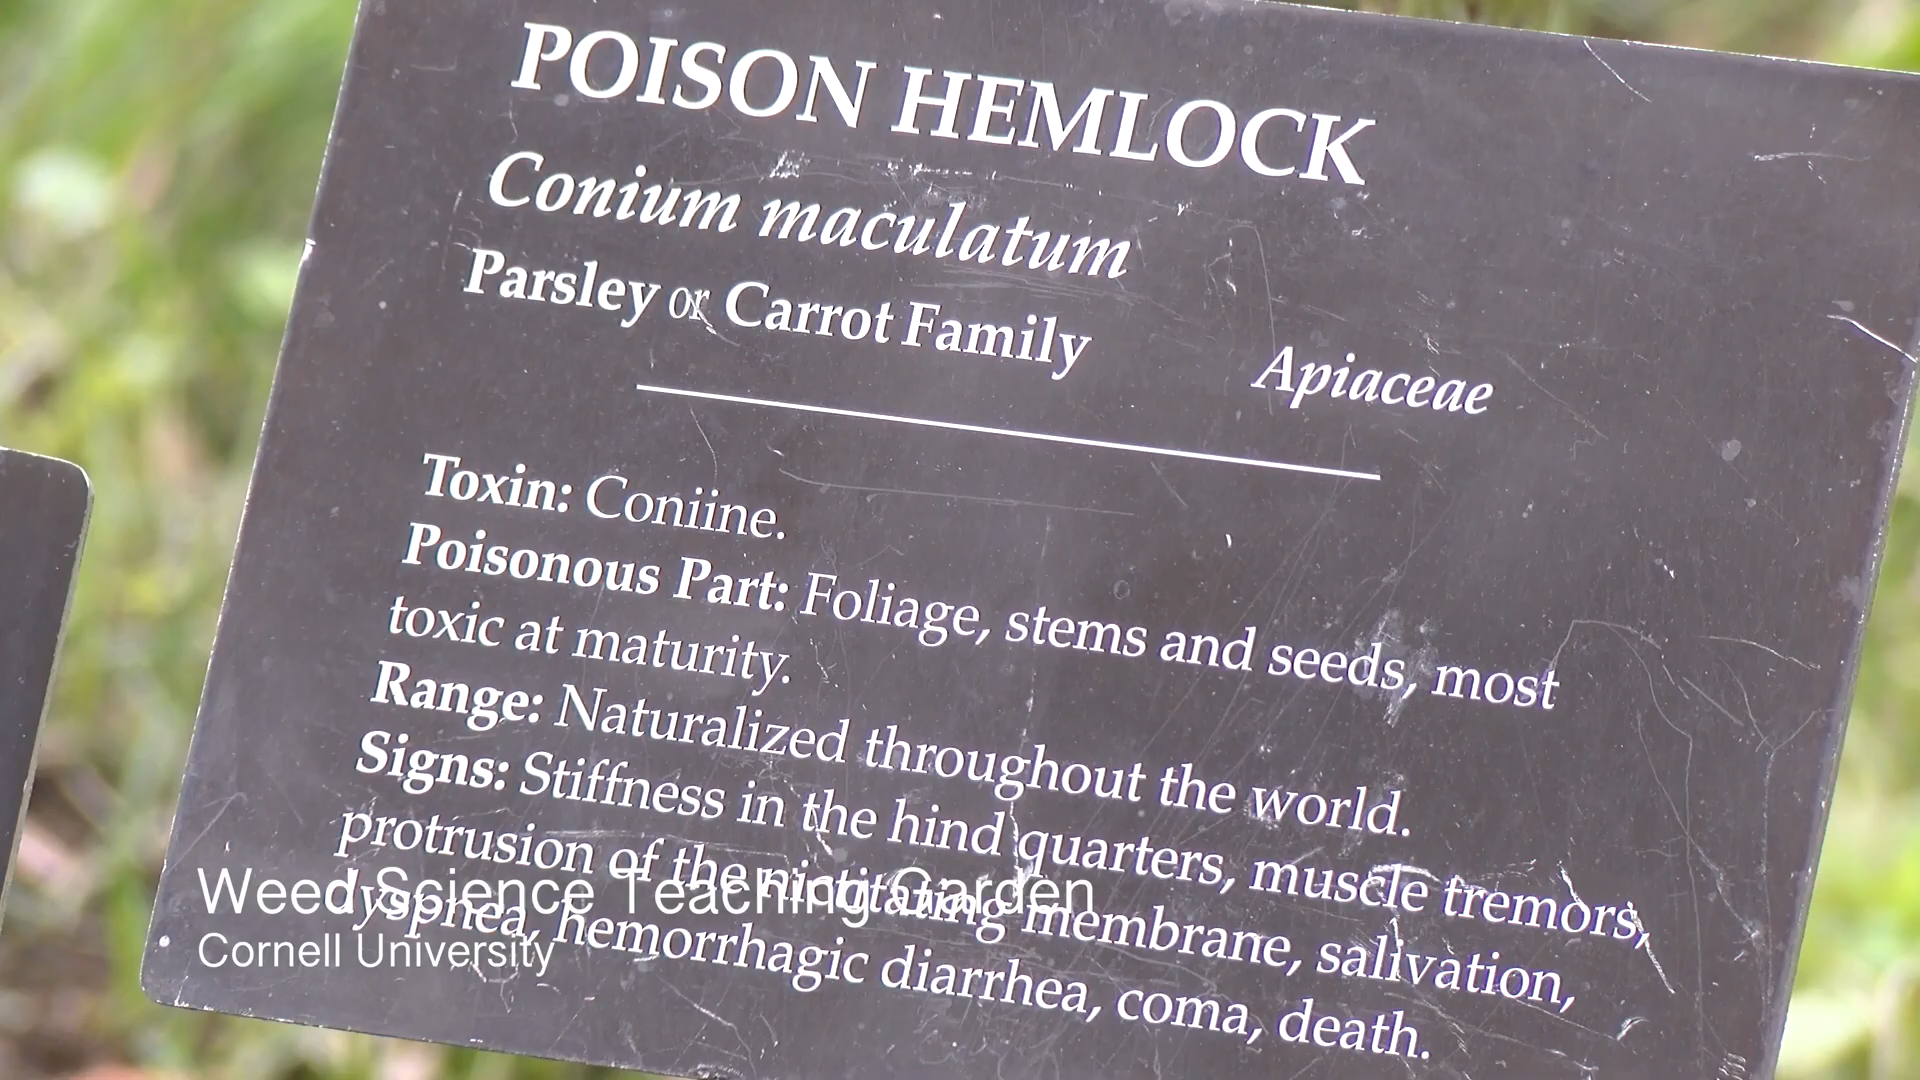 POISON HEMLOCK
Conium maculatum
Parsley or Carrot Family Apiaceae
Toxin: Coniine.
Poisonous Part: Foliage, stems and seeds, most
toxic at maturity.
Range: Naturalized throughout the world.
Signs: Stiffness in the hind quarters, muscle tremors,
protrusion of the nictitating membrane, salivation,
dyspnea, hemorrhagic diarrhea, coma, death.
Weed Science Teaching Garden
Cornell University